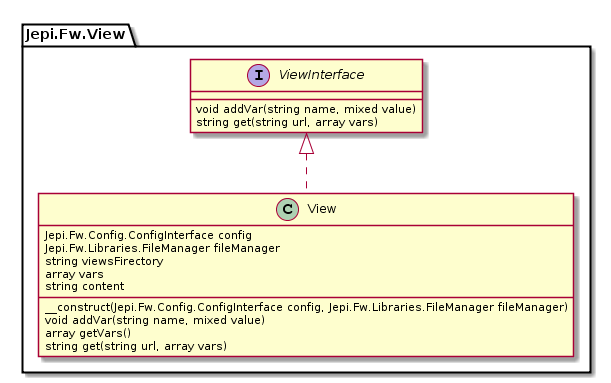 Jepi.Fw.View
I ViewInterface
void addVar(string name, mixed value)
string get(string url, array vars)
C View
Jepi.Fw.Config.ConfigInterface config
Jepi.Fw.Libraries.FileManager fileManager
string viewsFirectory
array vars
string content
__construct(Jepi.Fw.Config.ConfigInterface config, Jepi.Fw.Libraries.FileManager fileManager)
void addVar(string name, mixed value)
array getVars()
string get(string url, array vars)